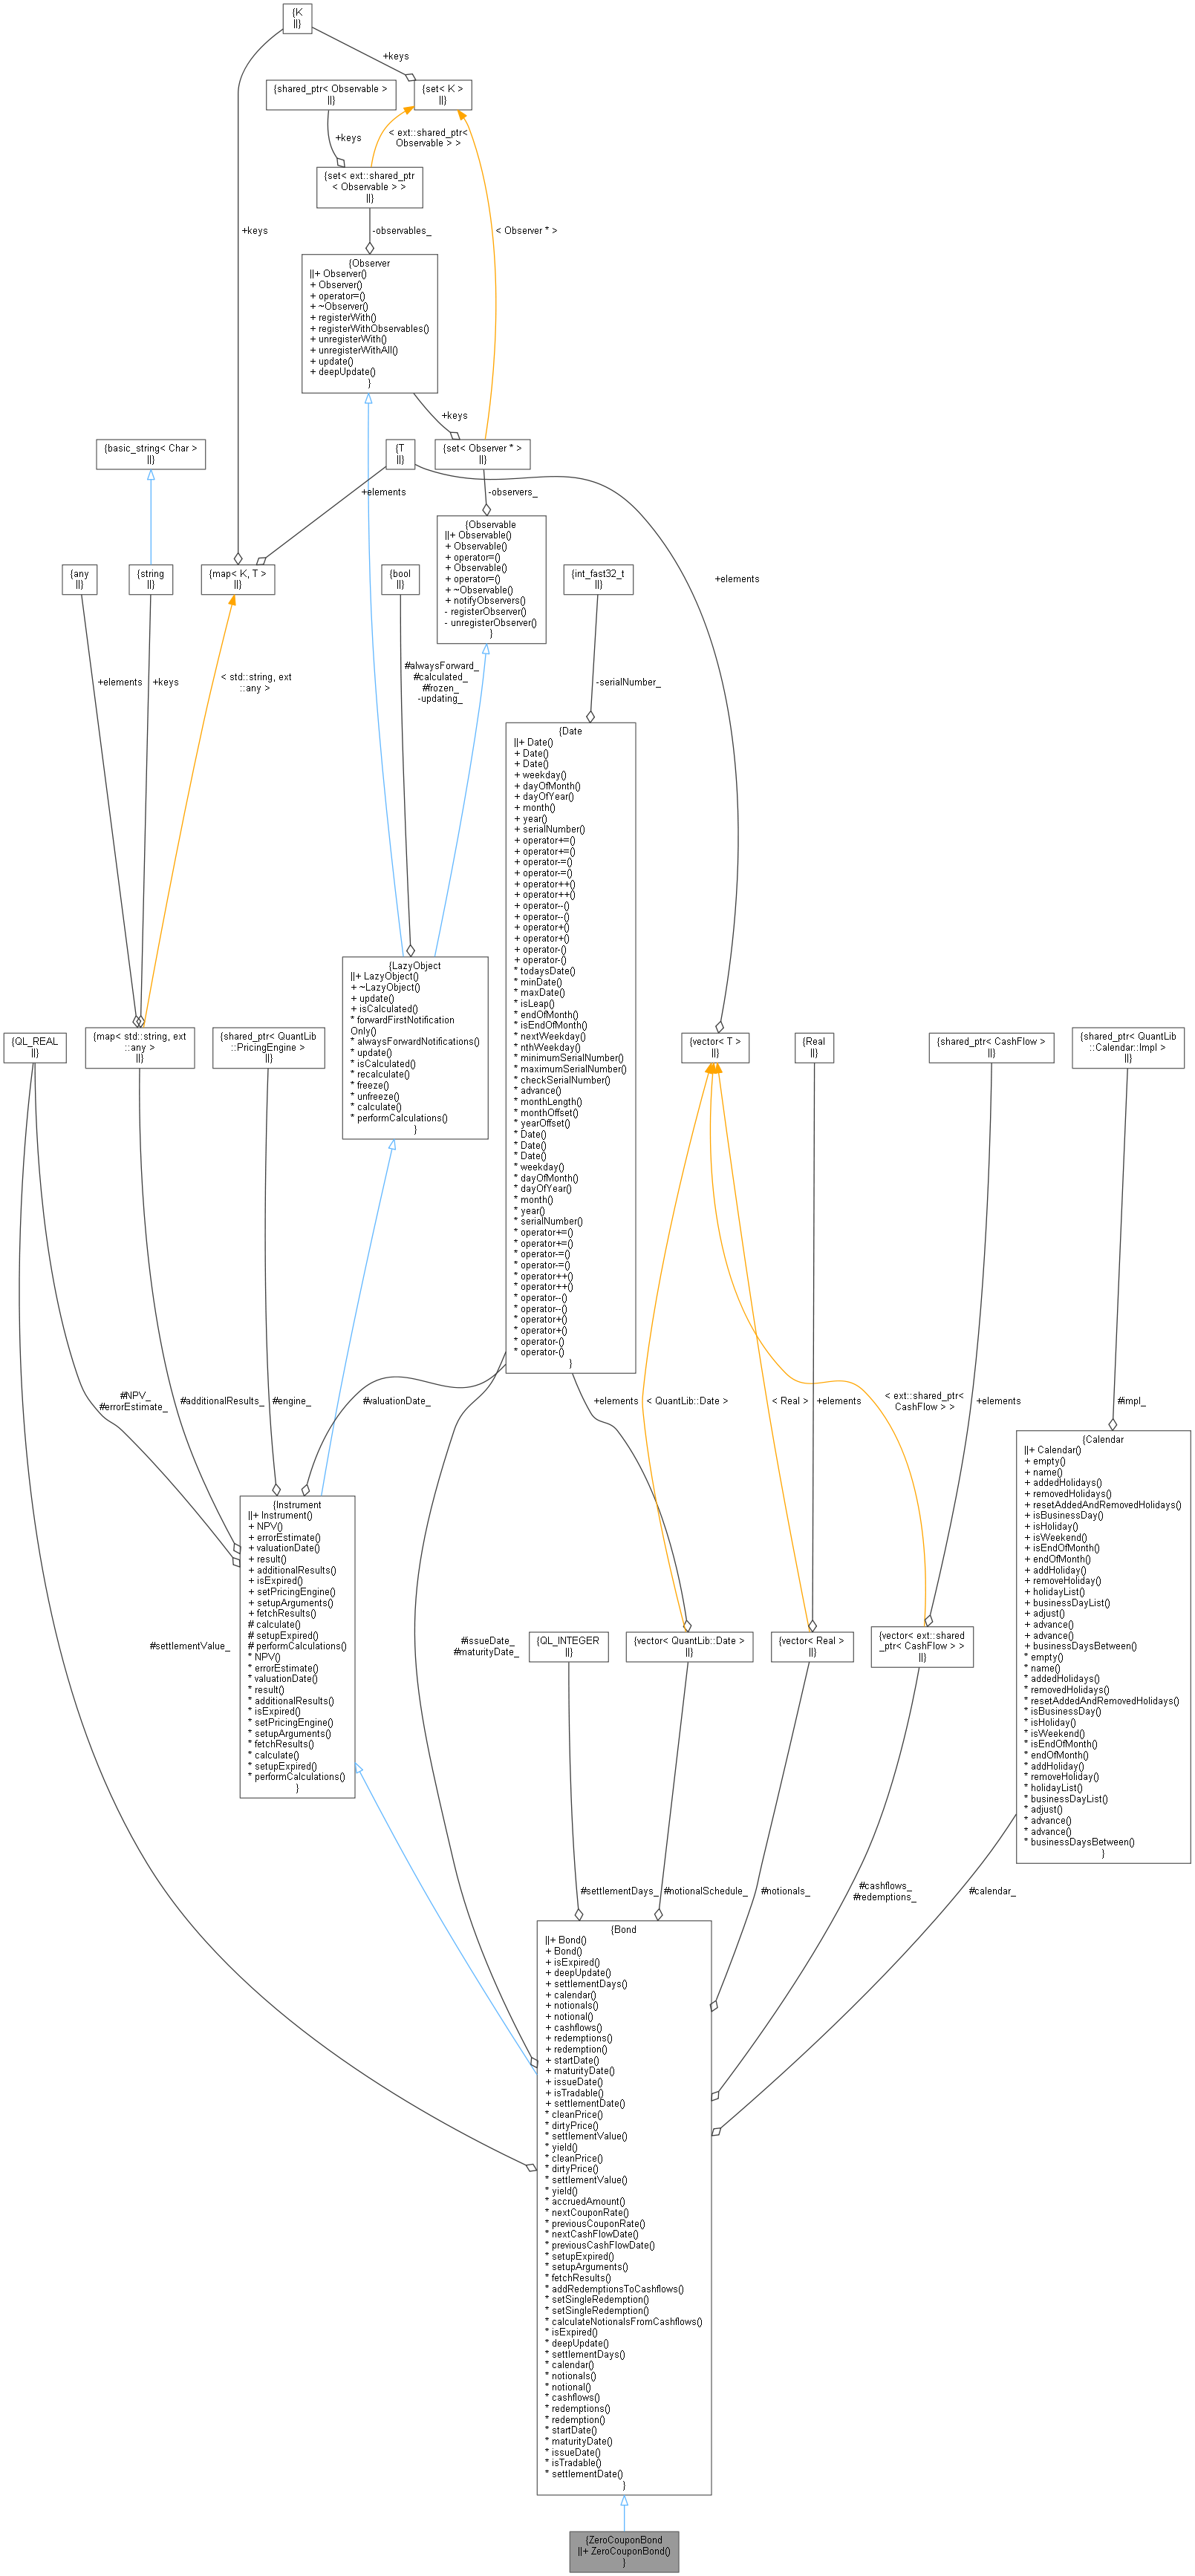 {K
||}
+keys
{shared_ptr< Observable >
||}
{set< K >
||}
+keys
< ext::shared_ptr<
Observable > >
{set< ext::shared_ptr
< Observable > >
||}
+keys
-observables_
< Observer * >
{Observer
||+ Observer()
+ Observer()
+ operator=()
+ ~Observer()
+ registerWith()
+ registerWithObservables()
+ unregisterWith()
+ unregisterWithAll()
+ update()
+ deepUpdate()
}
+keys
{basic_string< Char >
||}
{T
||}
{set< Observer * >
||}
+elements
-observers_
{Observable
||+ Observable()
+ Observable()
+ operator=()
+ Observable()
+ operator=()
+ ~Observable()
+ notifyObservers()
- registerObserver()
- unregisterObserver()
}
{any
||}
{string
||}
{map< K, T >
||}
{bool
||}
{int_fast32_t
||}
+elements
+elements
+keys
< std::string, ext
::any >
#alwaysForward_
#calculated_
#frozen_
-updating_
-serialNumber_
{Date
||+ Date()
+ Date()
+ Date()
+ weekday()
+ dayOfMonth()
+ dayOfYear()
+ month()
+ year()
+ serialNumber()
+ operator+=()
+ operator+=()
+ operator-=()
+ operator-=()
+ operator++()
+ operator++()
+ operator--()
+ operator--()
+ operator+()
+ operator+()
+ operator-()
+ operator-()
* todaysDate()
* minDate()
* maxDate()
* isLeap()
* endOfMonth()
* isEndOfMonth()
* nextWeekday()
* nthWeekday()
* minimumSerialNumber()
* maximumSerialNumber()
* checkSerialNumber()
* advance()
* monthLength()
* monthOffset()
* yearOffset()
* Date()
* Date()
* Date()
* weekday()
* dayOfMonth()
* dayOfYear()
* month()
* year()
* serialNumber()
* operator+=()
* operator+=()
* operator-=()
* operator-=()
* operator++()
* operator++()
* operator--()
* operator--()
* operator+()
* operator+()
* operator-()
* operator-()
}
{LazyObject
||+ LazyObject()
+ ~LazyObject()
+ update()
+ isCalculated()
* forwardFirstNotification
Only()
* alwaysForwardNotifications()
* update()
* isCalculated()
* recalculate()
* freeze()
* unfreeze()
* calculate()
* performCalculations()
}
{QL_REAL
||}
{map< std::string, ext
::any >
||}
{shared_ptr< QuantLib
::PricingEngine >
||}
{vector< T >
||}
{Real
||}
{shared_ptr< CashFlow >
||}
{shared_ptr< QuantLib
::Calendar::Impl >
||}
#NPV_
#errorEstimate_
#additionalResults_
#engine_
#valuationDate_
+elements
< QuantLib::Date >
< Real >
+elements
< ext::shared_ptr<
CashFlow > >
+elements
#impl_
{Calendar
||+ Calendar()
+ empty()
+ name()
+ addedHolidays()
+ removedHolidays()
+ resetAddedAndRemovedHolidays()
+ isBusinessDay()
+ isHoliday()
+ isWeekend()
+ isEndOfMonth()
+ endOfMonth()
+ addHoliday()
+ removeHoliday()
+ holidayList()
+ businessDayList()
+ adjust()
+ advance()
+ advance()
+ businessDaysBetween()
* empty()
* name()
* addedHolidays()
* removedHolidays()
* resetAddedAndRemovedHolidays()
* isBusinessDay()
* isHoliday()
* isWeekend()
* isEndOfMonth()
* endOfMonth()
* addHoliday()
* removeHoliday()
* holidayList()
* businessDayList()
* adjust()
* advance()
* advance()
* businessDaysBetween()
}
{Instrument
||+ Instrument()
+ NPV()
+ errorEstimate()
+ valuationDate()
+ result()
+ additionalResults()
+ isExpired()
+ setPricingEngine()
+ setupArguments()
+ fetchResults()
# calculate()
# setupExpired()
# performCalculations()
* NPV()
* errorEstimate()
* valuationDate()
* result()
* additionalResults()
* isExpired()
* setPricingEngine()
* setupArguments()
* fetchResults()
* calculate()
* setupExpired()
* performCalculations()
}
#settlementValue_
#issueDate_
#maturityDate_
{QL_INTEGER
||}
{vector< QuantLib::Date >
||}
{vector< Real >
||}
{vector< ext::shared
_ptr< CashFlow > >
||}
#settlementDays_
#notionalSchedule_
#notionals_
#cashflows_
#redemptions_
#calendar_
{Bond
||+ Bond()
+ Bond()
+ isExpired()
+ deepUpdate()
+ settlementDays()
+ calendar()
+ notionals()
+ notional()
+ cashflows()
+ redemptions()
+ redemption()
+ startDate()
+ maturityDate()
+ issueDate()
+ isTradable()
+ settlementDate()
* cleanPrice()
* dirtyPrice()
* settlementValue()
* yield()
* cleanPrice()
* dirtyPrice()
* settlementValue()
* yield()
* accruedAmount()
* nextCouponRate()
* previousCouponRate()
* nextCashFlowDate()
* previousCashFlowDate()
* setupExpired()
* setupArguments()
* fetchResults()
* addRedemptionsToCashflows()
* setSingleRedemption()
* setSingleRedemption()
* calculateNotionalsFromCashflows()
* isExpired()
* deepUpdate()
* settlementDays()
* calendar()
* notionals()
* notional()
* cashflows()
* redemptions()
* redemption()
* startDate()
* maturityDate()
* issueDate()
* isTradable()
* settlementDate()
}
{ZeroCouponBond
||+ ZeroCouponBond()
}